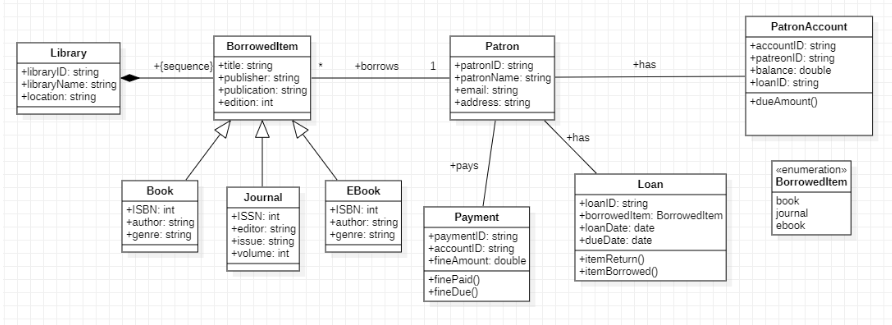 Library
+libraryID: string
+libraryName: string
+location: string
+{sequence}
BorrowedItem
+title: string
+publisher: string
+publication: string
+edition: int
*
+borrows
1
Patron
+patronID: string
+patronName: string
+email: string
+address: string
+has
PatronAccount
+accountID: string
+patreonID: string
+balance: double
+loanID: string
+dueAmount()
Book
+ISBN: int
+author: string
+genre: string
Journal
+ISSN: int
+editor: string
+issue: string
+volume: int
EBook
+ISBN: int
+author: string
+genre: string
+pays
+has
Payment
+paymentID: string
+accountID: string
+fineAmount: double
+finePaid()
+fineDue()
Loan
+loanID: string
+borrowedItem: BorrowedItem
+loanDate: date
+dueDate: date
+itemReturn()
+itemBorrowed()
«enumeration»
BorrowedItem
book
journal
ebook